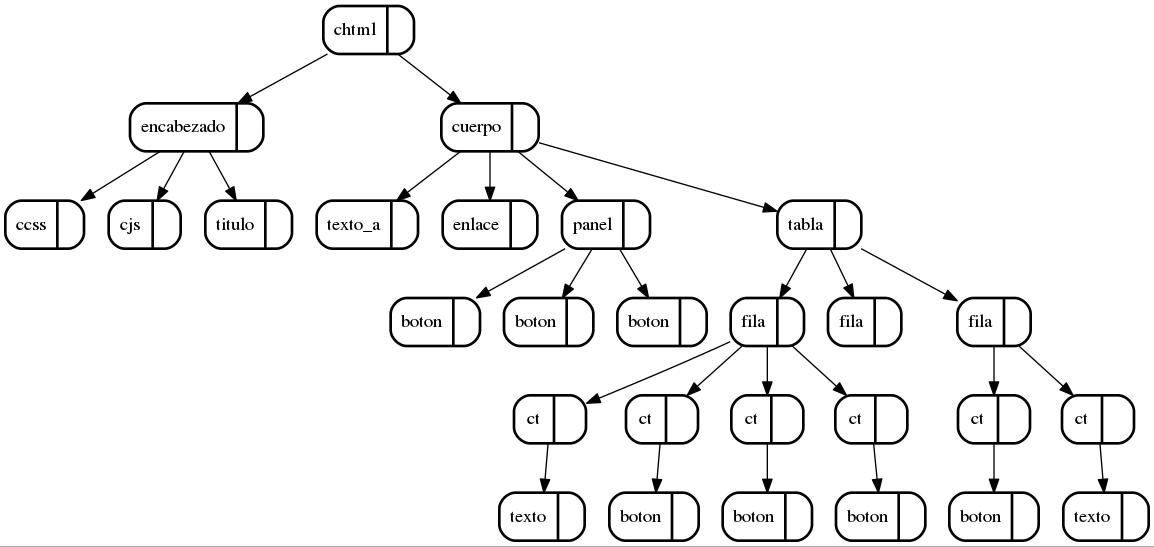 chtml
encabezado
cuerpo
ccss
cjs
titulo
texto_a
enlace
panel
tabla
boton
boton
boton
fila
fila
fila
ct
ct
ct
ct
ct
ct
texto
boton
boton
boton
boton
texto